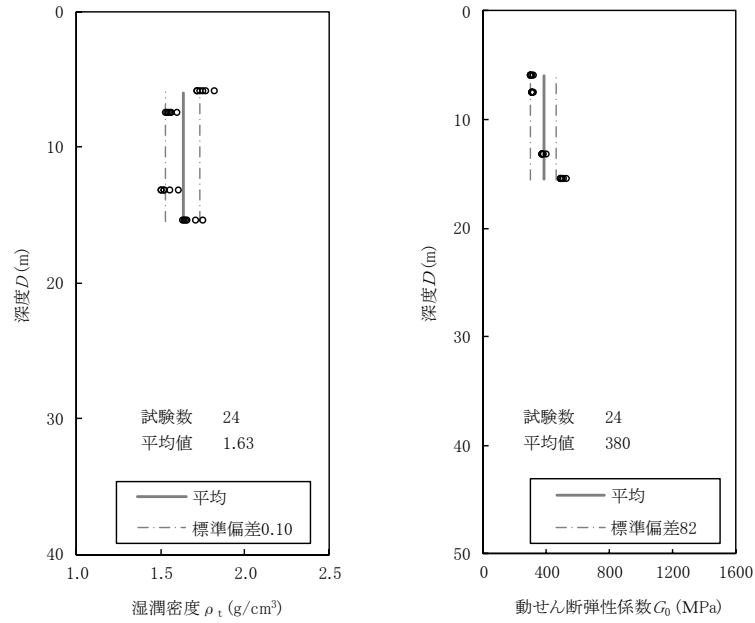 0
10
20
30
40
深度D (m)
試験数 24
平均値 1.63
平均
標準偏差0.10
1.0 1.5 2.0 2.5
湿潤密度 ρt (g/cm³)
0
10
20
30
40
50
深度D (m)
試験数 24
平均値 380
平均
標準偏差82
0 400 800 1200 1600
動せん断弾性係数G₀ (MPa)